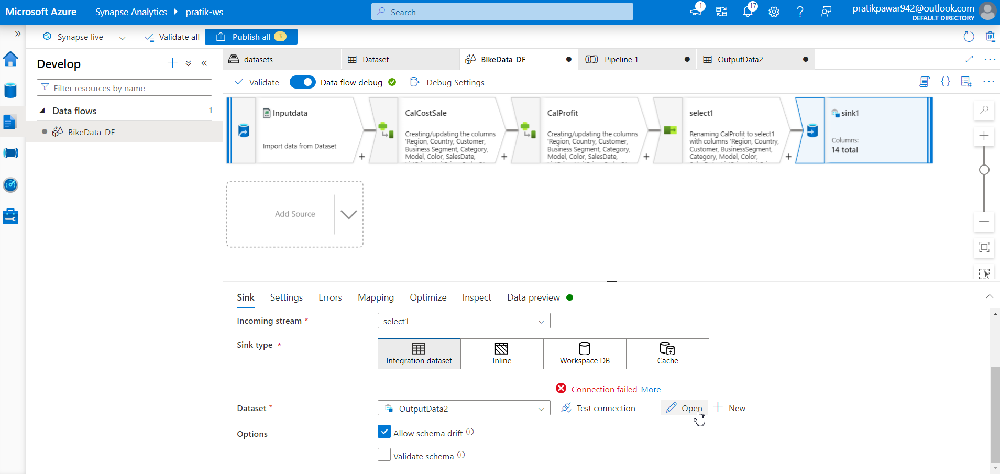 Microsoft Azure Synapse Analytics pratik-ws Search 1 17 pratikpawar942@outlook.com
DEFAULT DIRECTORY
Synapse live Validate all Publish all 3
Develop
datasets Dataset BikeData_DF Pipeline 1 OutputData2
Validate Data flow debug Debug Settings {}
Filter resources by name
Data flows 1
BikeData_DF
Inputdata
Import data from Dataset
CalCostSale
Creating/updating the columns
'Region, Country, Customer,
Business Segment, Category,
Model, Color, SalesDate,
CalProfit
Creating/updating the columns
'Region, Country, Customer,
Business Segment, Category,
Model, Color, SalesDate,
select1
Renaming CalProfit to select1
with columns 'Region, Country,
Customer, BusinessSegment,
Category, Model, Color,
sink1
Columns:
14 total
Add Source
Sink Settings Errors Mapping Optimize Inspect Data preview
Incoming stream * select1
Sink type * Integration dataset Inline Workspace DB Cache
Connection failed More
Dataset * OutputData2 Test connection Open New
Options Allow schema drift
Validate schema